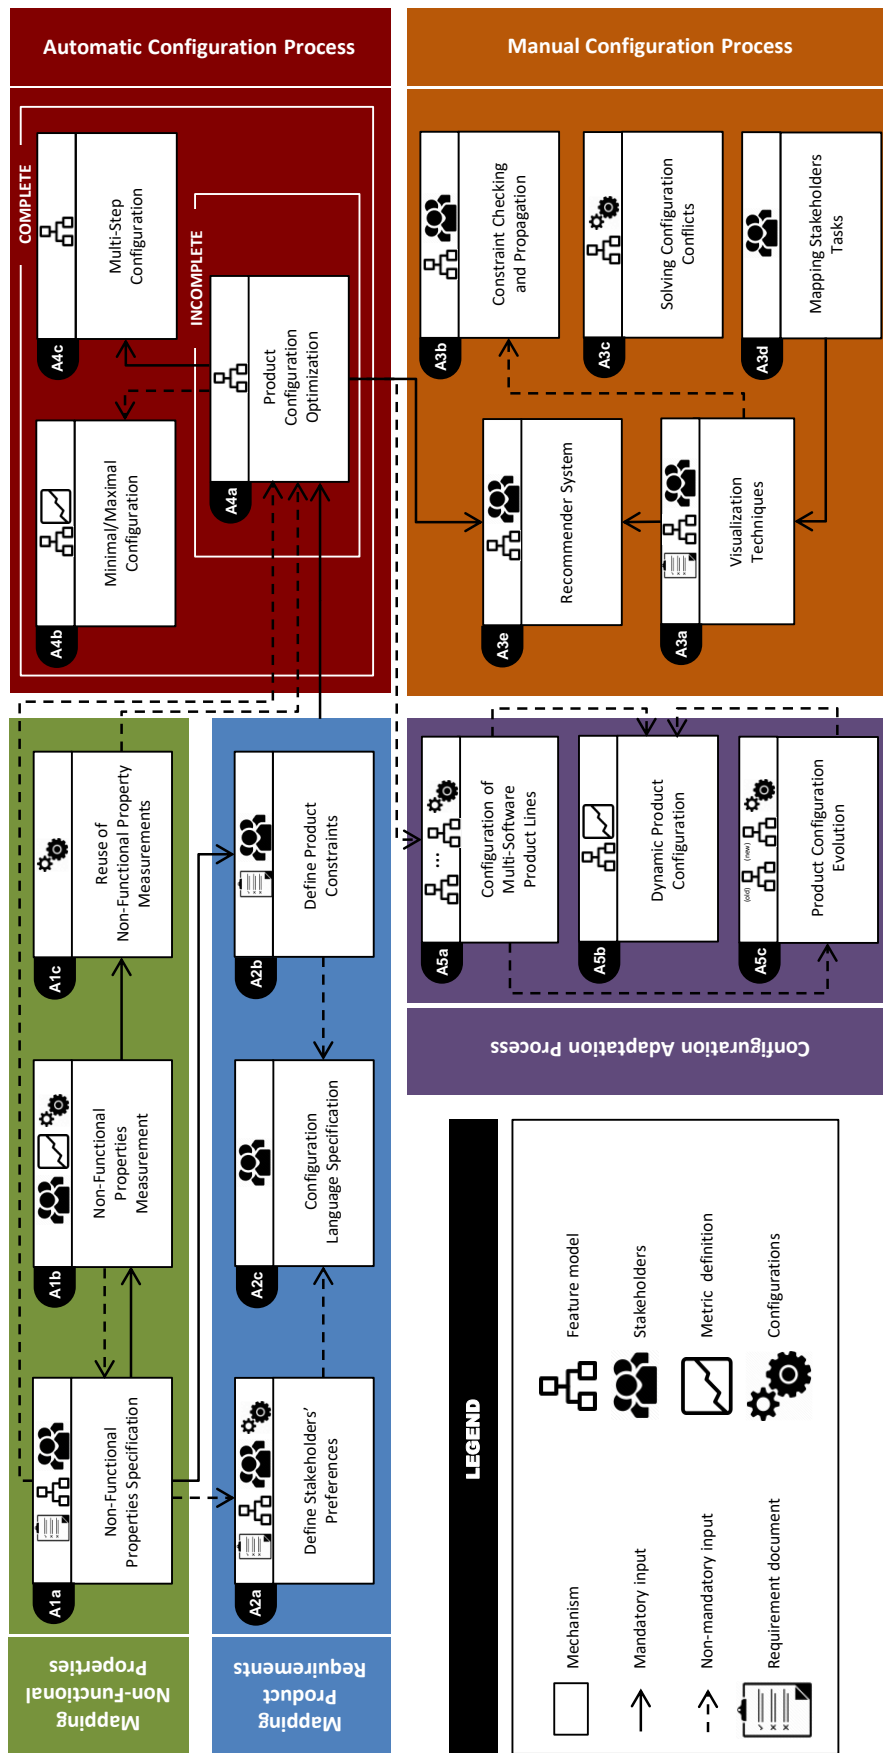 Automatic Configuration Process
Manual Configuration Process
COMPLETE
A4c
Multi-Step
Configuration
INCOMPLETE
A4a
Product
Configuration
Optimization
A4b
Minimal/Maximal
Configuration
A3b
Constraint Checking
and Propagation
A3c
Solving Configuration
Conflicts
A3d
Mapping Stakeholders
Tasks
A3e
Recommender System
A3a
Visualization
Techniques
A1c
Reuse of
Non-Functional Property
Measurements
A1b
Non-Functional
Properties
Measurement
A1a
Non-Functional
Properties Specification
Mapping
Non-Functional
Properties
A2b
Define Product
Constraints
A2c
Configuration
Language Specification
A2a
Define Stakeholders'
Preferences
Mapping
Product
Requirements
A5a
...
Configuration of
Multi-Software
Product Lines
A5b
Dynamic Product
Configuration
A5c
(old)
(new)
Product Configuration
Evolution
Configuration Adaptation Process
LEGEND
Mechanism
Mandatory input
Non-mandatory input
Requirement document
Feature model
Stakeholders
Metric definition
Configurations